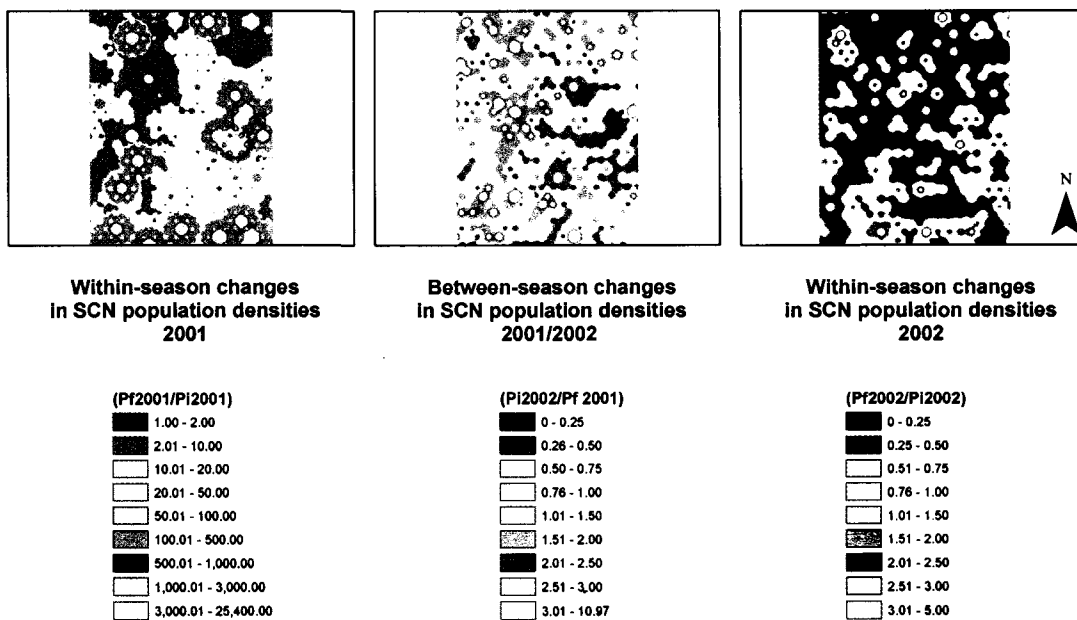 N
Within-season changes
in SCN population densities
2001
Between-season changes
in SCN population densities
2001/2002
Within-season changes
in SCN population densities
2002
(Pf2001/Pi2001)
1.00 - 2.00
2.01 - 10.00
10.01 - 20.00
20.01 - 50.00
50.01 - 100.00
100.01 - 500.00
500.01 - 1,000.00
1,000.01 - 3,000.00
3,000.01 - 25,400.00
(Pi2002/Pf 2001)
0 - 0.25
0.26 - 0.50
0.50 - 0.75
0.76 - 1.00
1.01 - 1.50
1.51 - 2.00
2.01 - 2.50
2.51 - 3.00
3.01 - 10.97
(Pf2002/Pi2002)
0 - 0.25
0.25 - 0.50
0.51 - 0.75
0.76 - 1.00
1.01 - 1.50
1.51 - 2.00
2.01 - 2.50
2.51 - 3.00
3.01 - 5.00